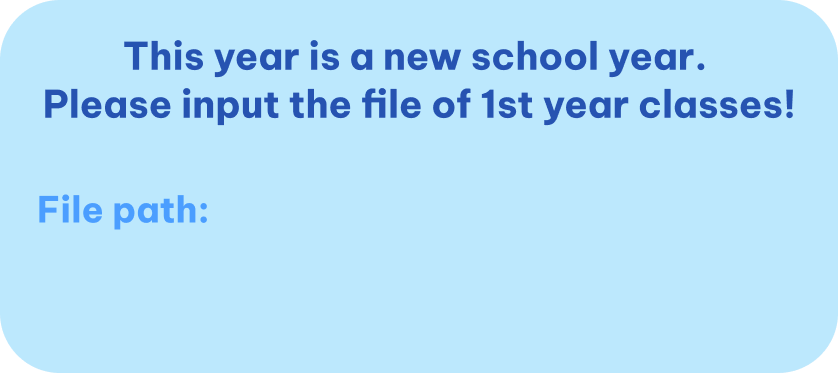 This year is a new school year.
Please input the file of 1st year classes!
File path: